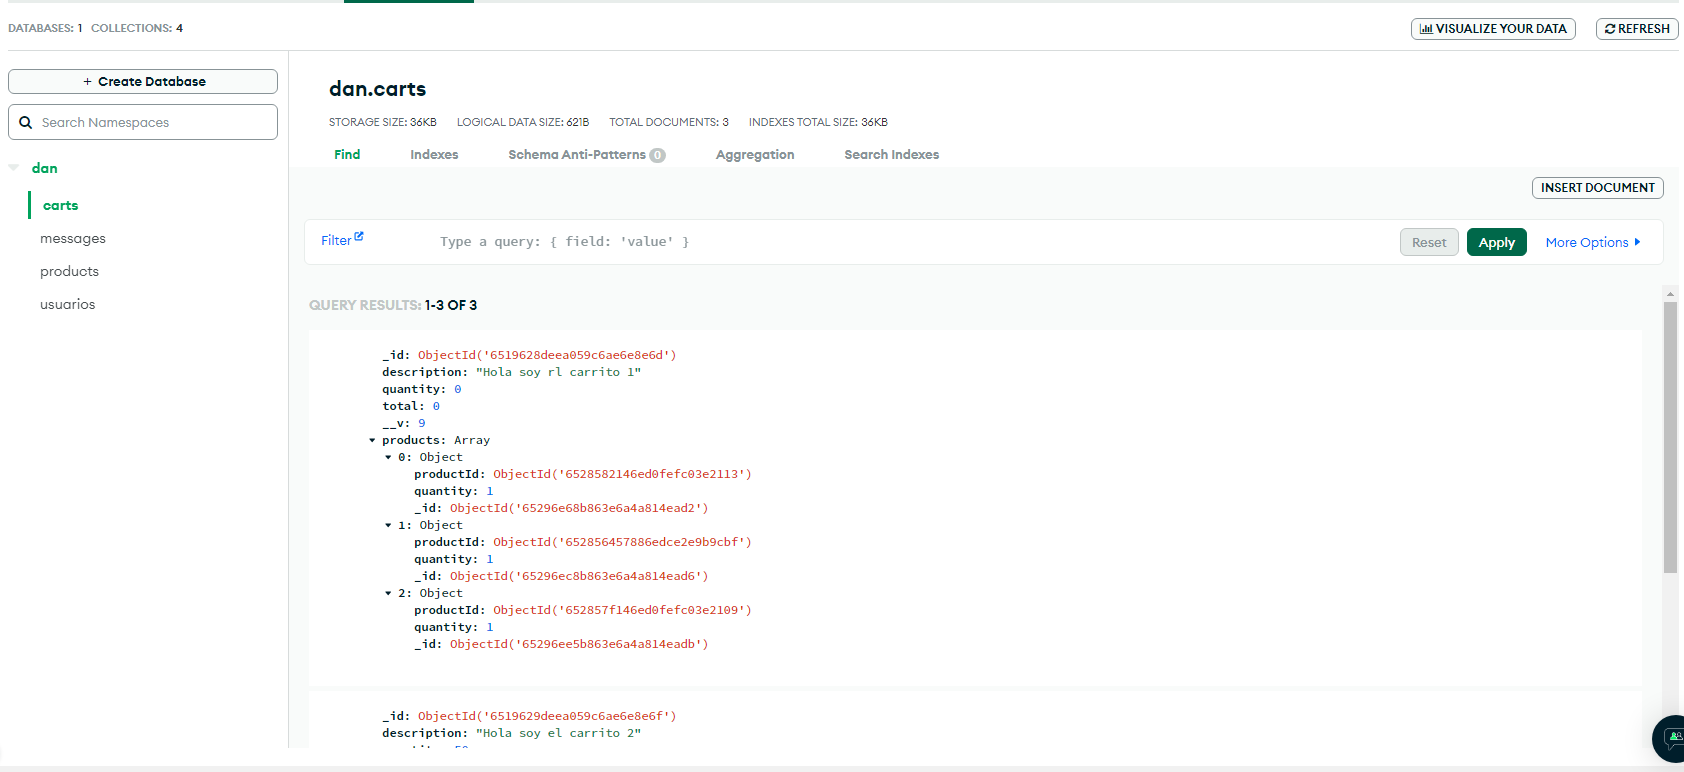 DATABASES: 1 COLLECTIONS: 4
VISUALIZE YOUR DATA
REFRESH
+ Create Database
Search Namespaces
dan
carts
messages
products
usuarios
dan.carts
STORAGE SIZE: 36KB LOGICAL DATA SIZE: 621B TOTAL DOCUMENTS: 3 INDEXES TOTAL SIZE: 36KB
Find Indexes Schema Anti-Patterns 0 Aggregation Search Indexes
INSERT DOCUMENT
Filter Type a query: { field: 'value' } Reset Apply More Options
QUERY RESULTS: 1-3 OF 3
_id: ObjectId('6519628deea059c6ae6e8e6d')
description: "Hola soy rl carrito 1"
quantity: 0
total: 0
__v: 9
products: Array
0: Object
productId: ObjectId('6528582146ed0fefc03e2113')
quantity: 1
_id: ObjectId('65296e68b863e6a4a814ead2')
1: Object
productId: ObjectId('652856457886edce2e9b9cbf')
quantity: 1
_id: ObjectId('65296ec8b863e6a4a814ead6')
2: Object
productId: ObjectId('652857f146ed0fefc03e2109')
quantity: 1
_id: ObjectId('65296ee5b863e6a4a814eadb')
_id: ObjectId('6519629deea059c6ae6e8e6f')
description: "Hola soy el carrito 2"